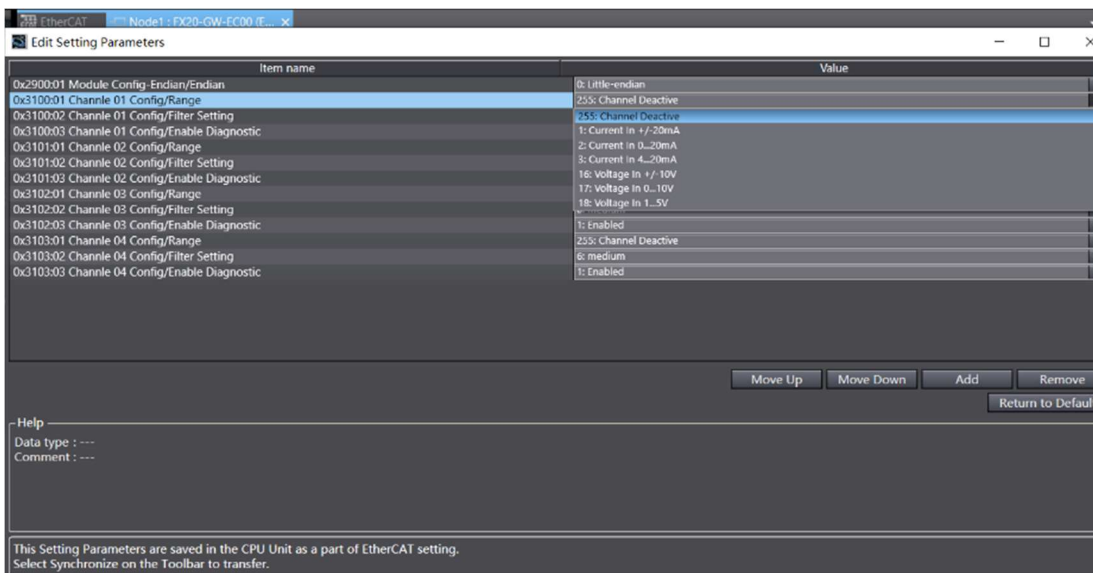 EtherCAT Node1 : FX20-GW-EC00 (E...
Edit Setting Parameters
Item name Value
0x2900:01 Module Config-Endian/Endian 0: Little-endian
0x3100:01 Channle 01 Config/Range 255: Channel Deactive
0x3100:02 Channle 01 Config/Filter Setting 255: Channel Deactive
0x3100:03 Channle 01 Config/Enable Diagnostic 1: Current In +/-20mA
0x3101:01 Channle 02 Config/Range 2: Current In 0...20mA
0x3101:02 Channle 02 Config/Filter Setting 3: Current In 4...20mA
0x3101:03 Channle 02 Config/Enable Diagnostic 16: Voltage In +/-10V
0x3102:01 Channle 03 Config/Range 17: Voltage In 0...10V
0x3102:02 Channle 03 Config/Filter Setting 18: Voltage In 1...5V
0x3102:03 Channle 03 Config/Enable Diagnostic 1: Enabled
0x3103:01 Channle 04 Config/Range 255: Channel Deactive
0x3103:02 Channle 04 Config/Filter Setting 6: medium
0x3103:03 Channle 04 Config/Enable Diagnostic 1: Enabled
Move Up Move Down Add Remove
Return to Default
Help
Data type : ---
Comment : ---
This Setting Parameters are saved in the CPU Unit as a part of EtherCAT setting.
Select Synchronize on the Toolbar to transfer.